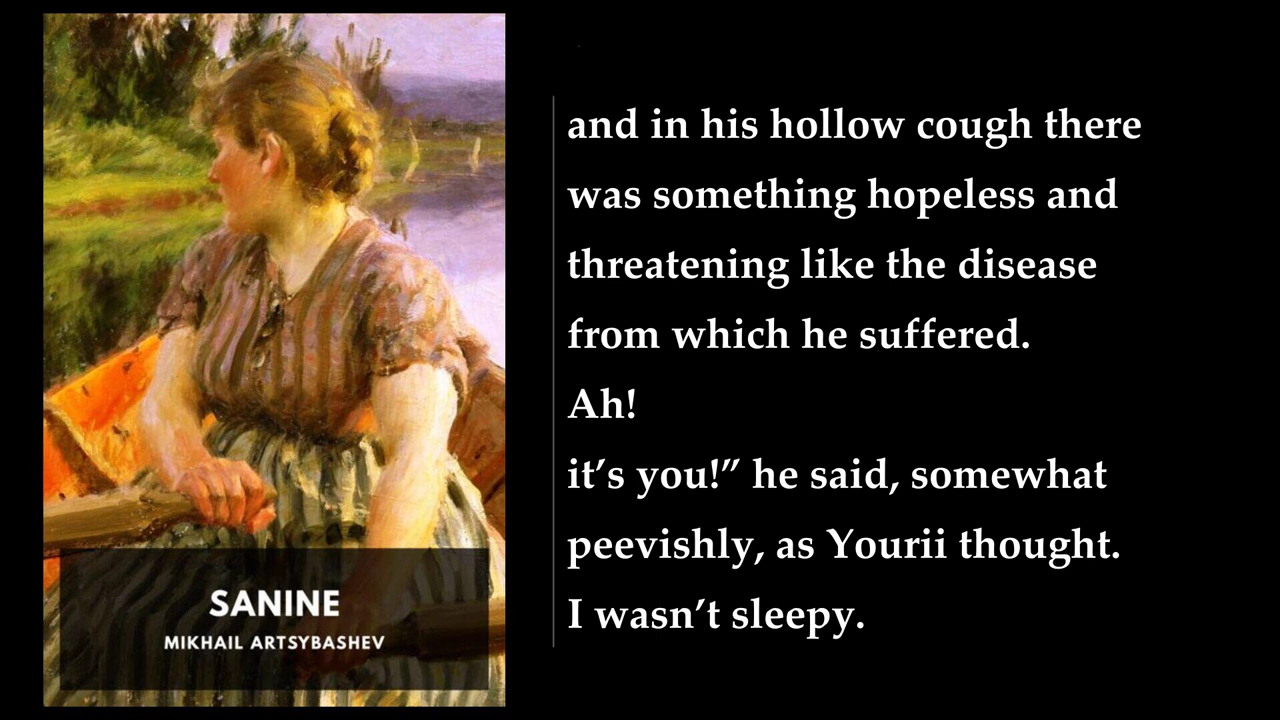 SANINE
MIKHAIL ARTSYBASHEV
and in his hollow cough there
was something hopeless and
threatening like the disease
from which he suffered.
Ah!
it’s you!” he said, somewhat
peevishly, as Yourii thought.
I wasn’t sleepy.